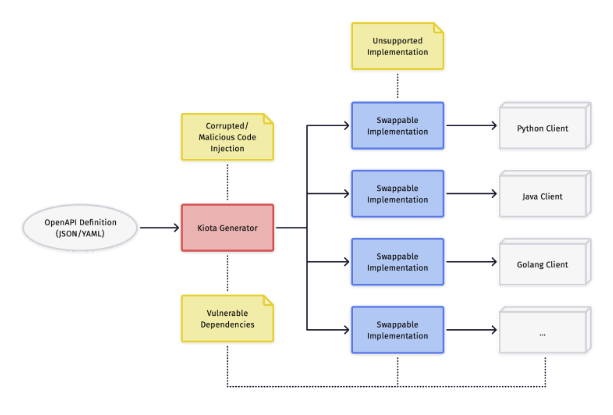 Unsupported
Implementation
Corrupted/
Malicious Code
Injection
Swappable
Implementation
Python Client
Swappable
Implementation
Java Client
OpenAPI Definition
(JSON/YAML)
Kiota Generator
Swappable
Implementation
Golang Client
Vulnerable
Dependencies
Swappable
Implementation
...